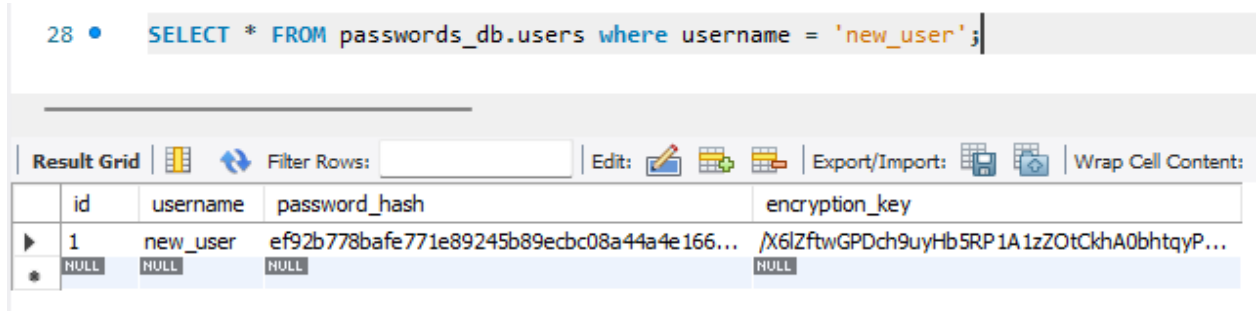 28 SELECT * FROM passwords_db.users where username = 'new_user';
Result Grid Filter Rows: Edit: Export/Import: Wrap Cell Content:
id username password_hash encryption_key
1 new_user ef92b778bafe771e89245b89ecbc08a44a4e166... /X6lZftwGPDch9uyHb5RP1A1zZOtCkhA0bhtqyP...
NULL NULL NULL NULL